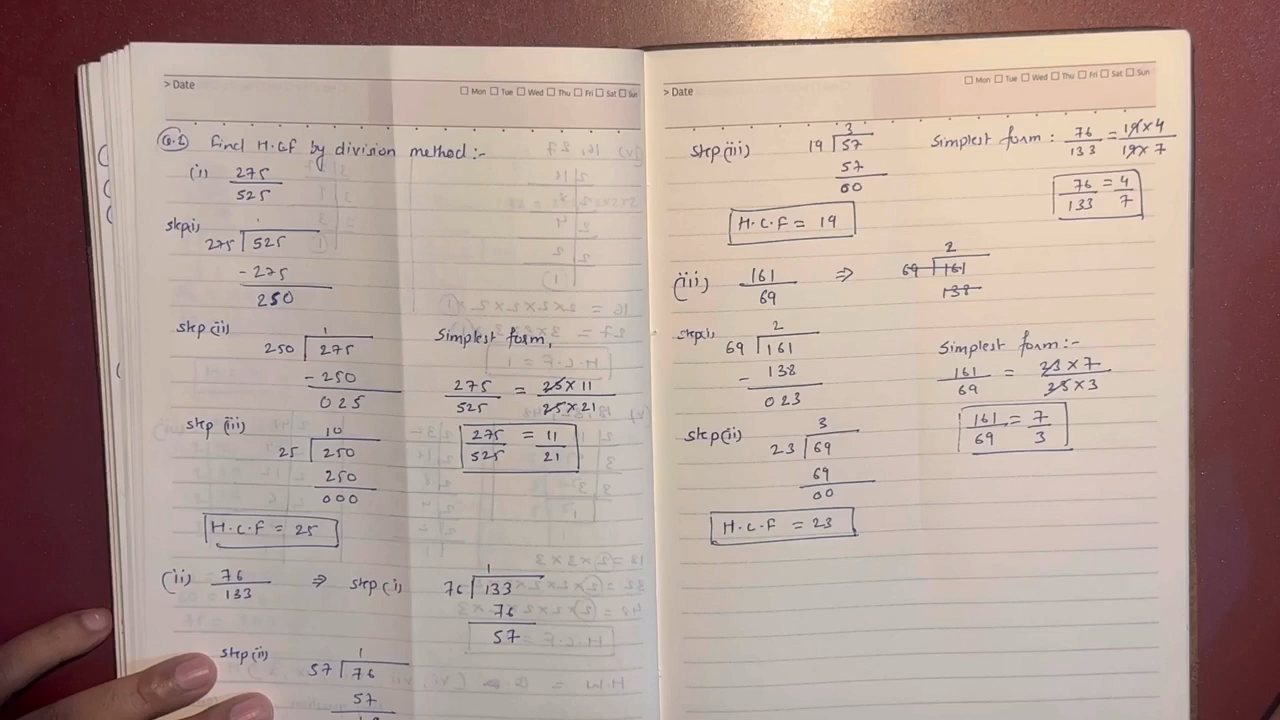 > Date
Mon Tue Wed Thu Fri Sat Sun
Q.2 Find H.C.F by division method :-
(i) 275/525
step(i)
1
275 525
- 275
250
step (ii)
1
250 275
- 250
025
step (iii)
10
25 250
250
000
H.C.F = 25
Simplest form,
275/525 = 25 x 11/25 x 21
275/525 = 11/21
(ii) 76/133 ⇒ step (i)
1
76 133
76
57
step (ii)
1
57 76
57
> Date
Mon Tue Wed Thu Fri Sat Sun
step (iii)
3
19 57
57
00
H.C.F = 19
Simplest form : 76/133 = 19 x 4/19 x 7
76/133 = 4/7
(iii) 161/69 ⇒
2
69 161
138
step(i)
2
69 161
- 138
023
step (ii)
3
23 69
69
00
H.C.F = 23
Simplest form :-
161/69 = 23 x 7/23 x 3
161/69 = 7/3